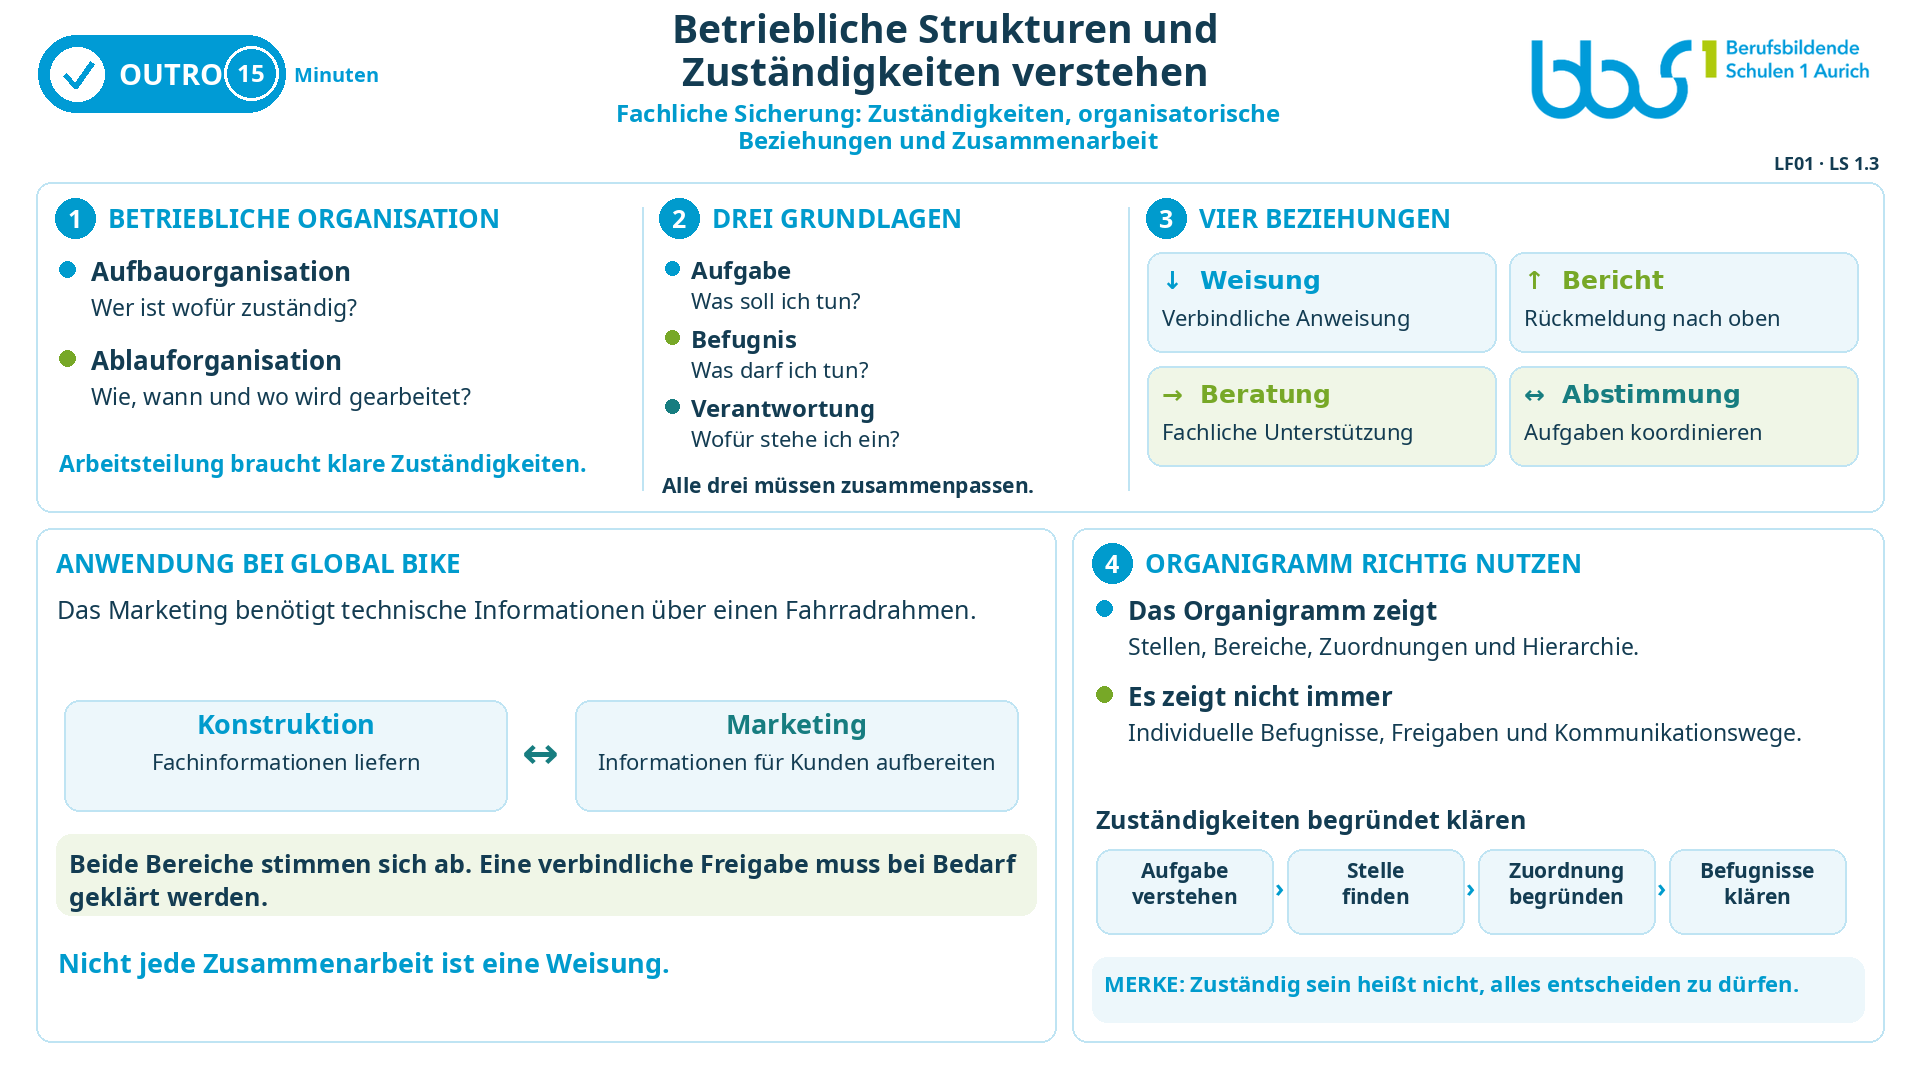 OUTRO 15 Minuten
Betriebliche Strukturen und
Zuständigkeiten verstehen
Fachliche Sicherung: Zuständigkeiten, organisatorische
Beziehungen und Zusammenarbeit
bbs 1 Berufsbildende
Schulen 1 Aurich
LF01 · LS 1.3
1 BETRIEBLICHE ORGANISATION
Aufbauorganisation
Wer ist wofür zuständig?
Ablauforganisation
Wie, wann und wo wird gearbeitet?
Arbeitsteilung braucht klare Zuständigkeiten.
2 DREI GRUNDLAGEN
Aufgabe
Was soll ich tun?
Befugnis
Was darf ich tun?
Verantwortung
Wofür stehe ich ein?
Alle drei müssen zusammenpassen.
3 VIER BEZIEHUNGEN
↓ Weisung
Verbindliche Anweisung
↑ Bericht
Rückmeldung nach oben
→ Beratung
Fachliche Unterstützung
↔ Abstimmung
Aufgaben koordinieren
ANWENDUNG BEI GLOBAL BIKE
Das Marketing benötigt technische Informationen über einen Fahrradrahmen.
Konstruktion
Fachinformationen liefern
↔
Marketing
Informationen für Kunden aufbereiten
Beide Bereiche stimmen sich ab. Eine verbindliche Freigabe muss bei Bedarf
geklärt werden.
Nicht jede Zusammenarbeit ist eine Weisung.
4 ORGANIGRAMM RICHTIG NUTZEN
Das Organigramm zeigt
Stellen, Bereiche, Zuordnungen und Hierarchie.
Es zeigt nicht immer
Individuelle Befugnisse, Freigaben und Kommunikationswege.
Zuständigkeiten begründet klären
Aufgabe
verstehen
›
Stelle
finden
›
Zuordnung
begründen
›
Befugnisse
klären
MERKE: Zuständig sein heißt nicht, alles entscheiden zu dürfen.